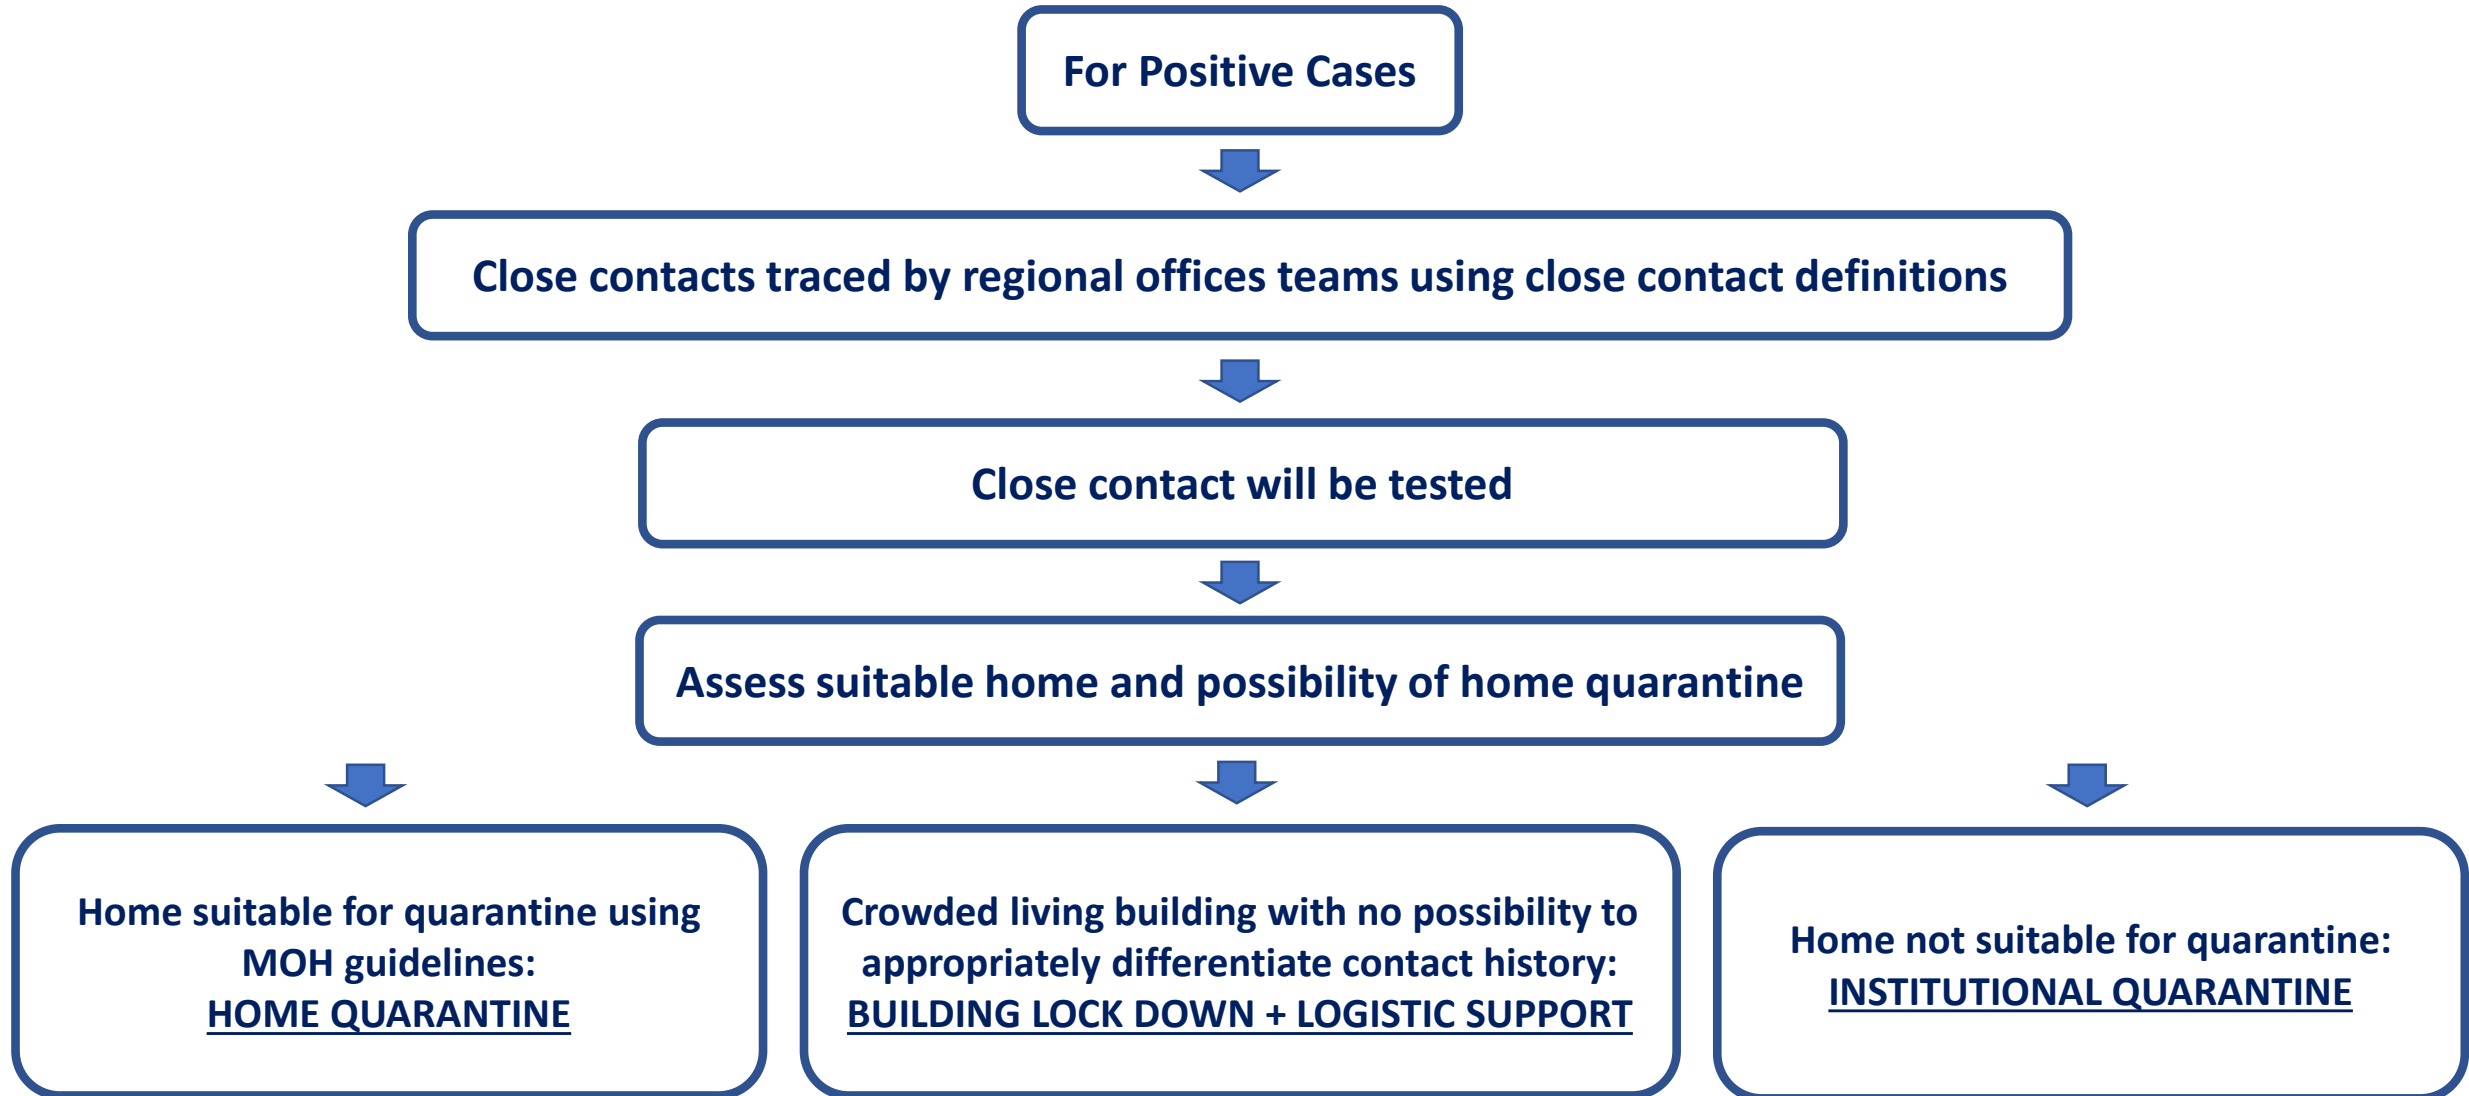 For Positive Cases
Close contacts traced by regional offices teams using close contact definitions
Close contact will be tested
Assess suitable home and possibility of home quarantine
Home suitable for quarantine using
MOH guidelines:
HOME QUARANTINE
Crowded living building with no possibility to
appropriately differentiate contact history:
BUILDING LOCK DOWN + LOGISTIC SUPPORT
Home not suitable for quarantine:
INSTITUTIONAL QUARANTINE